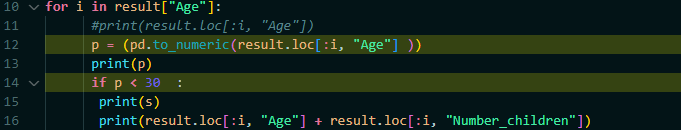 10 for i in result["Age"]:
11 #print(result.loc[:i, "Age"])
12 p = (pd.to_numeric(result.loc[:i, "Age"] ))
13 print(p)
14 if p < 30 :
15 print(s)
16 print(result.loc[:i, "Age"] + result.loc[:i, "Number_children"])